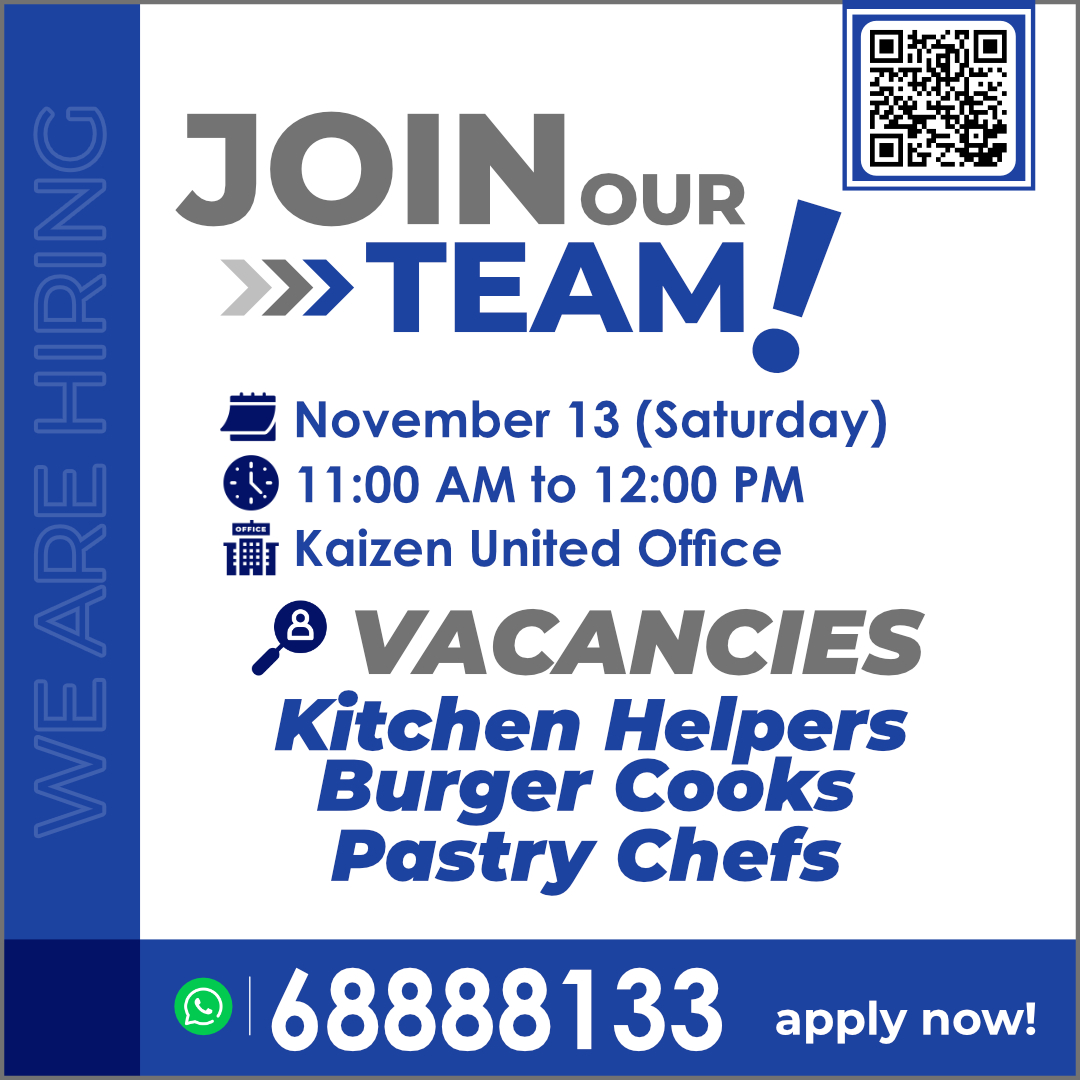 WE ARE HIRING
JOIN OUR
TEAM!
November 13 (Saturday)
11:00 AM to 12:00 PM
OFFICE
Kaizen United Office
VACANCIES
Kitchen Helpers
Burger Cooks
Pastry Chefs
68888133
apply now!